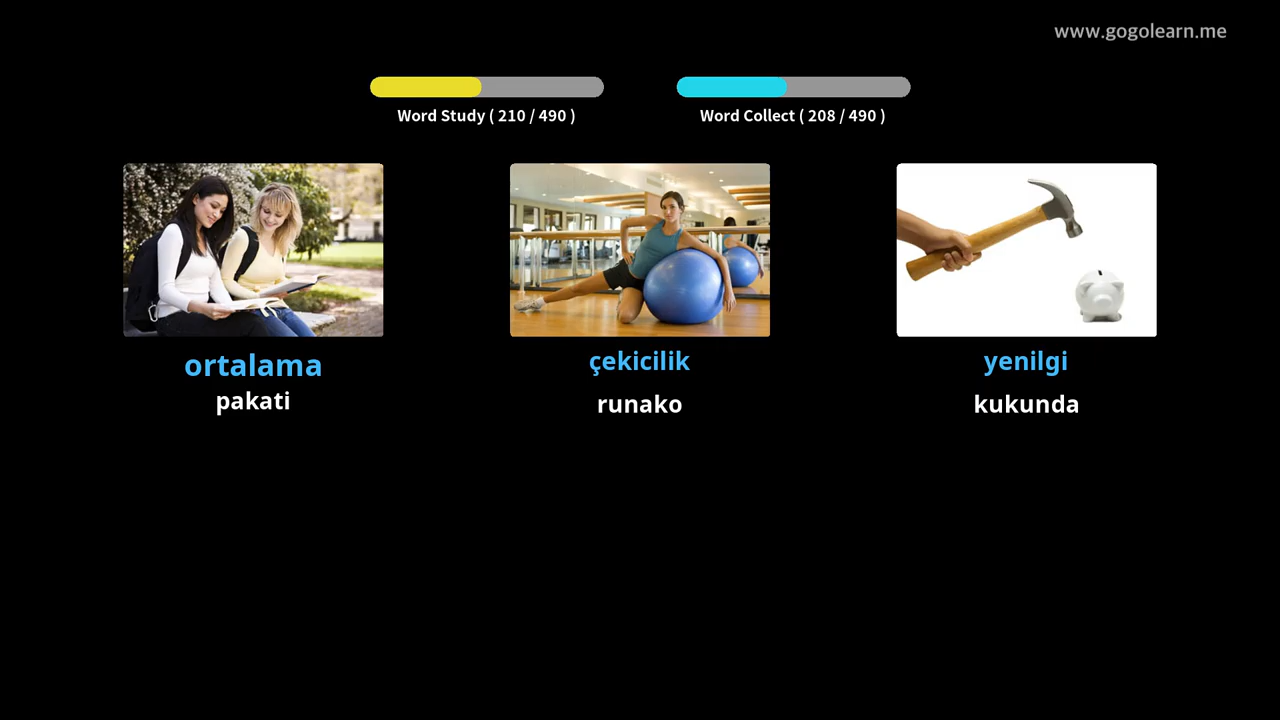 www.gogolearn.me
Word Study ( 210 / 490 )
Word Collect ( 208 / 490 )
ortalama
pakati
çekicilik
runako
yenilgi
kukunda